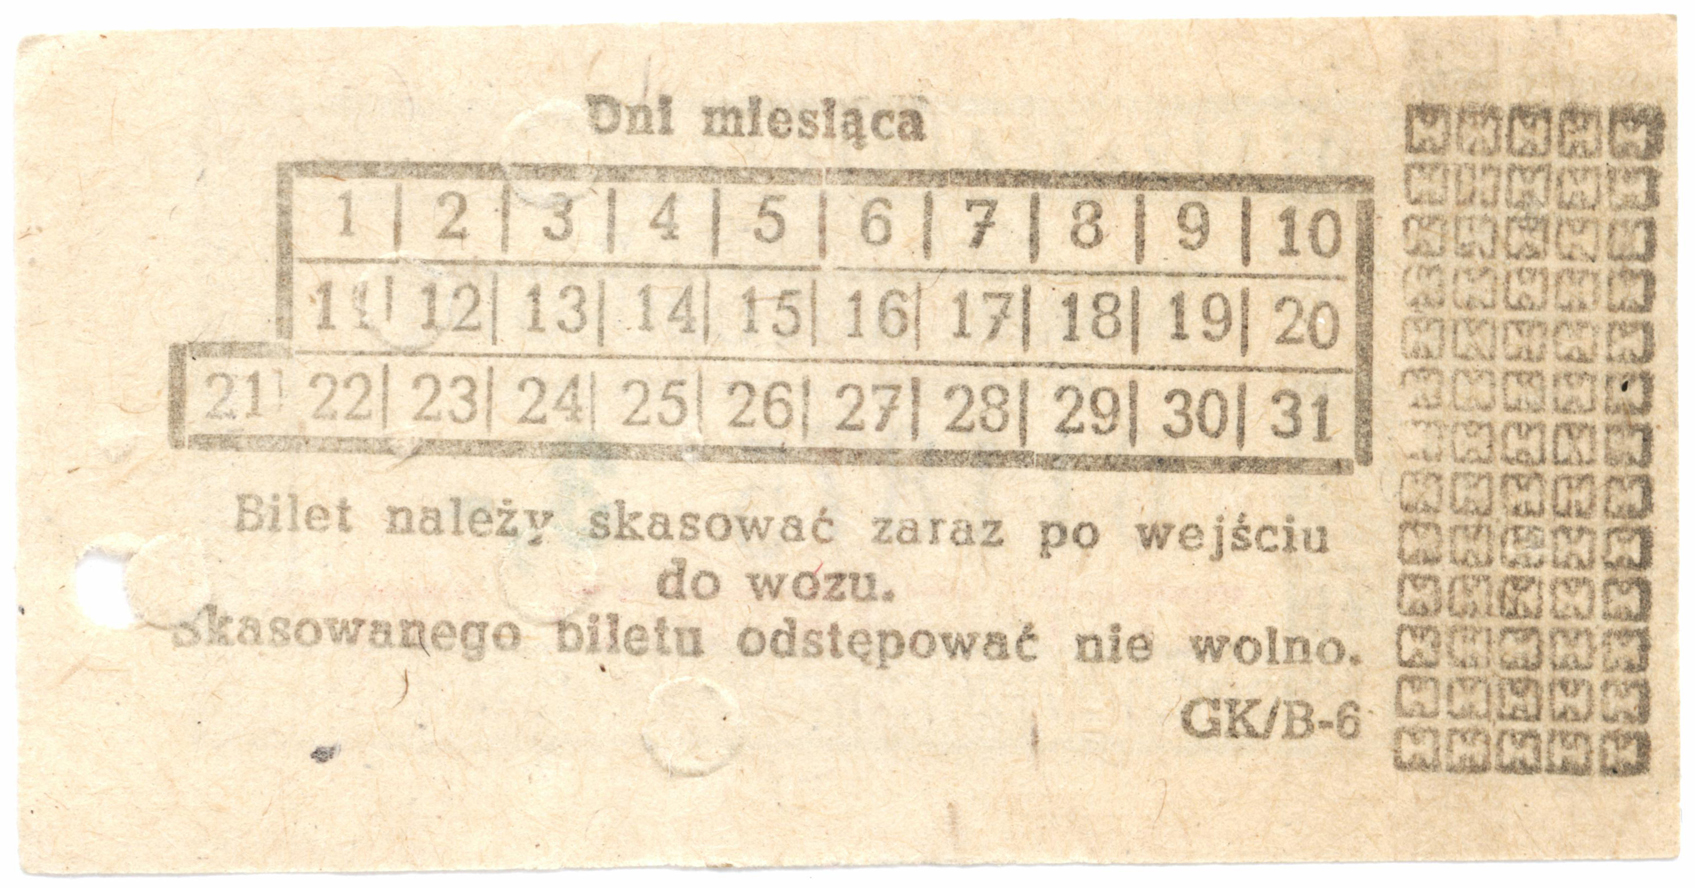 Dni miesiąca
1 | 2 | 3 | 4 | 5 | 6 | 7 | 8 | 9 | 10
11 | 12 | 13 | 14 | 15 | 16 | 17 | 18 | 19 | 20
21 | 22 | 23 | 24 | 25 | 26 | 27 | 28 | 29 | 30 | 31
Bilet należy skasować zaraz po wejściu
do wozu.
Skasowanego biletu odstępować nie wolno.
GK/B-6